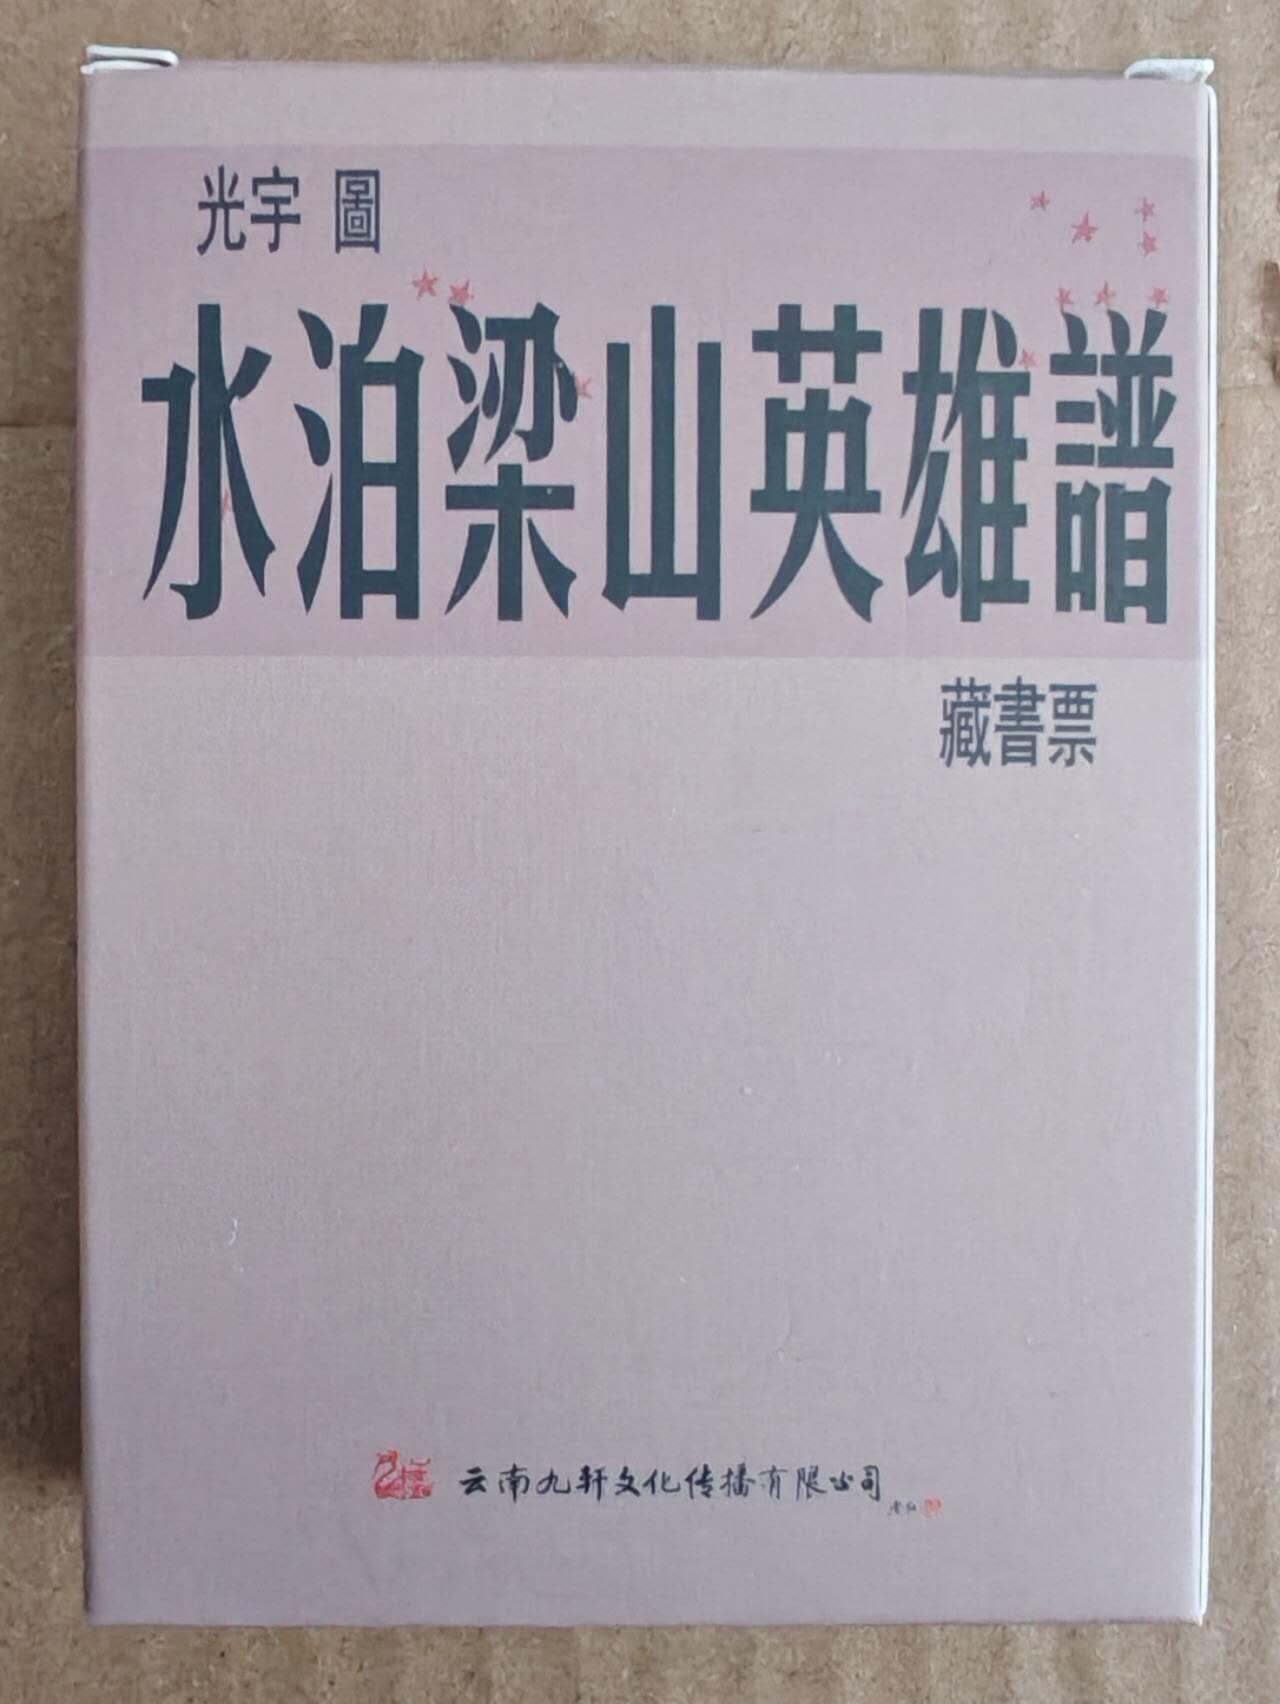 光宇 圖
水泊梁山英雄譜
藏書票
云南九轩文化传播有限公司